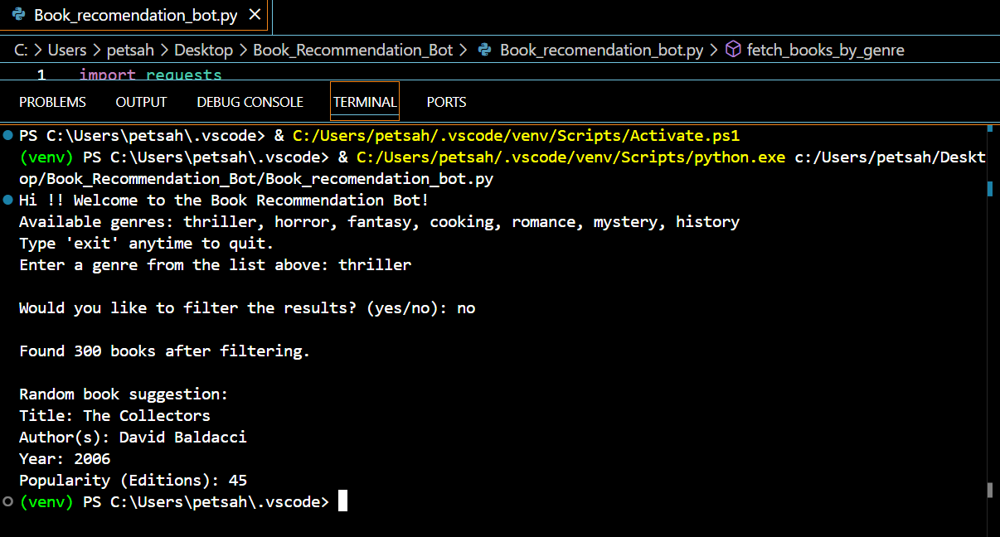 Book_recomendation_bot.py
C: > Users > petsah > Desktop > Book_Recommendation_Bot > Book_recomendation_bot.py > fetch_books_by_genre
1 import requests
PROBLEMS OUTPUT DEBUG CONSOLE TERMINAL PORTS
PS C:\Users\petsah\.vscode> & C:/Users/petsah/.vscode/venv/Scripts/Activate.ps1
(venv) PS C:\Users\petsah\.vscode> & C:/Users/petsah/.vscode/venv/Scripts/python.exe c:/Users/petsah/Deskt
op/Book_Recommendation_Bot/Book_recomendation_bot.py
Hi !! Welcome to the Book Recommendation Bot!
Available genres: thriller, horror, fantasy, cooking, romance, mystery, history
Type 'exit' anytime to quit.
Enter a genre from the list above: thriller
Would you like to filter the results? (yes/no): no
Found 300 books after filtering.
Random book suggestion:
Title: The Collectors
Author(s): David Baldacci
Year: 2006
Popularity (Editions): 45
(venv) PS C:\Users\petsah\.vscode>